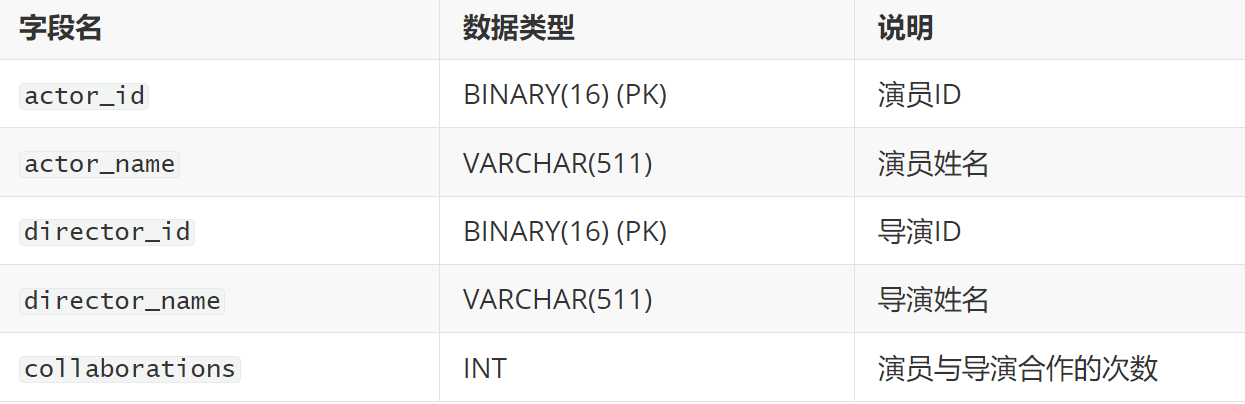 字段名 数据类型 说明
actor_id BINARY(16) (PK) 演员ID
actor_name VARCHAR(511) 演员姓名
director_id BINARY(16) (PK) 导演ID
director_name VARCHAR(511) 导演姓名
collaborations INT 演员与导演合作的次数